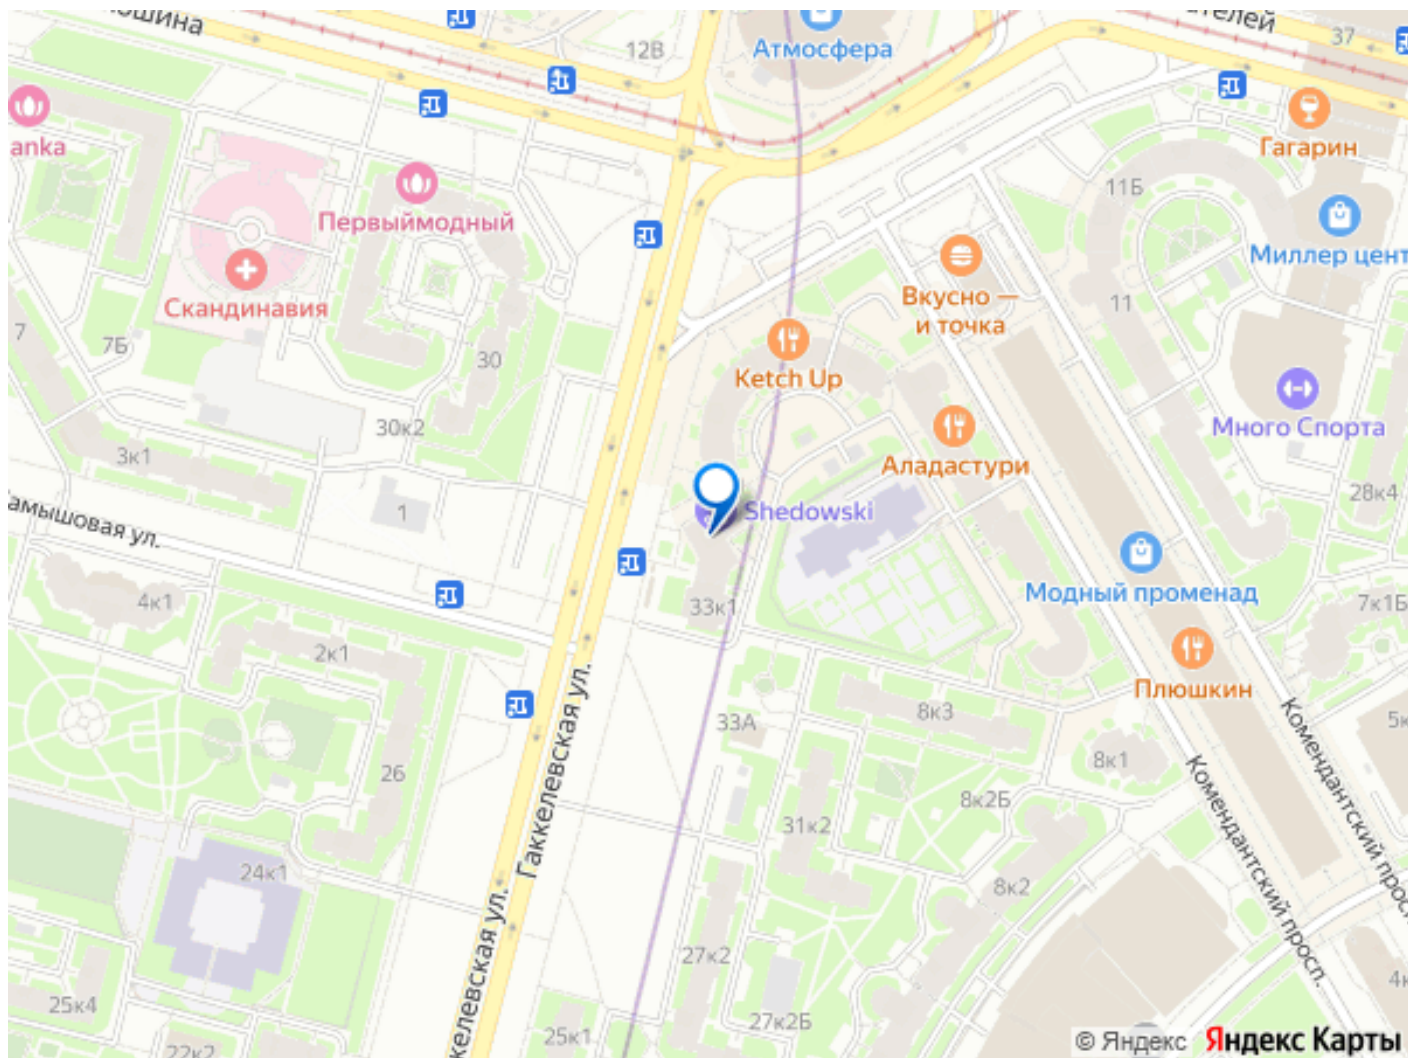 ошина
12В
Атмосфера
ателей
37
anka
Первыймодный
Скандинавия
11Б
Гагарин
Миллер цент
Вкусно —
и точка
11
7
7Б
30
Ketch Up
Много Спорта
30к2
3к1
Аладастури
28к4
амышовая ул.
1
Shedowski
Модный променад
4к1
33к1
7к1Б
2к1
Плюшкин
Гаккелевская ул.
33А
8к3
5к
Комендантский просп
8к1
26
Комендантский просп.
8к2Б
31к2
24к1
8к2
келевская ул.
27к2
4к
25к4
27к2Б
25к1
22к2
© Яндекс Яндекс Карты